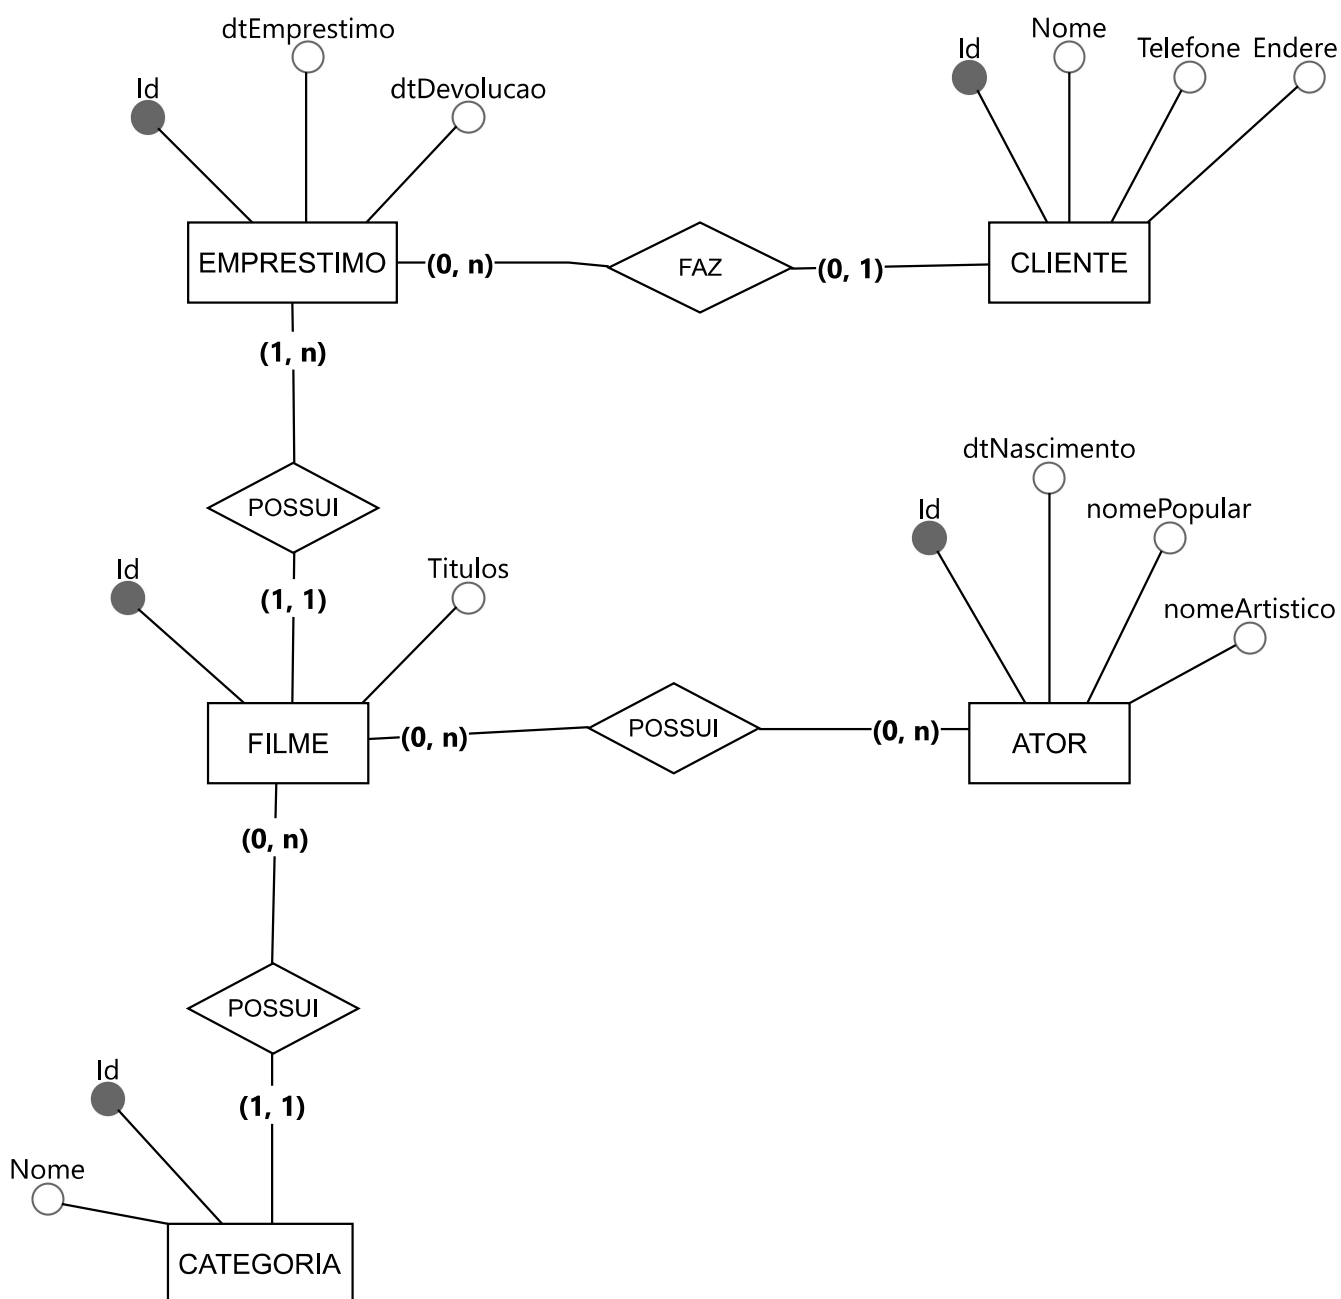 dtEmprestimo
Id
dtDevolucao
EMPRESTIMO
(0, n)
FAZ
(0, 1)
Id
Nome
Telefone
Endere
CLIENTE
(1, n)
POSSUI
(1, 1)
Id
Titulos
FILME
(0, n)
POSSUI
(0, n)
dtNascimento
Id
nomePopular
nomeArtistico
ATOR
(0, n)
POSSUI
(1, 1)
Id
Nome
CATEGORIA